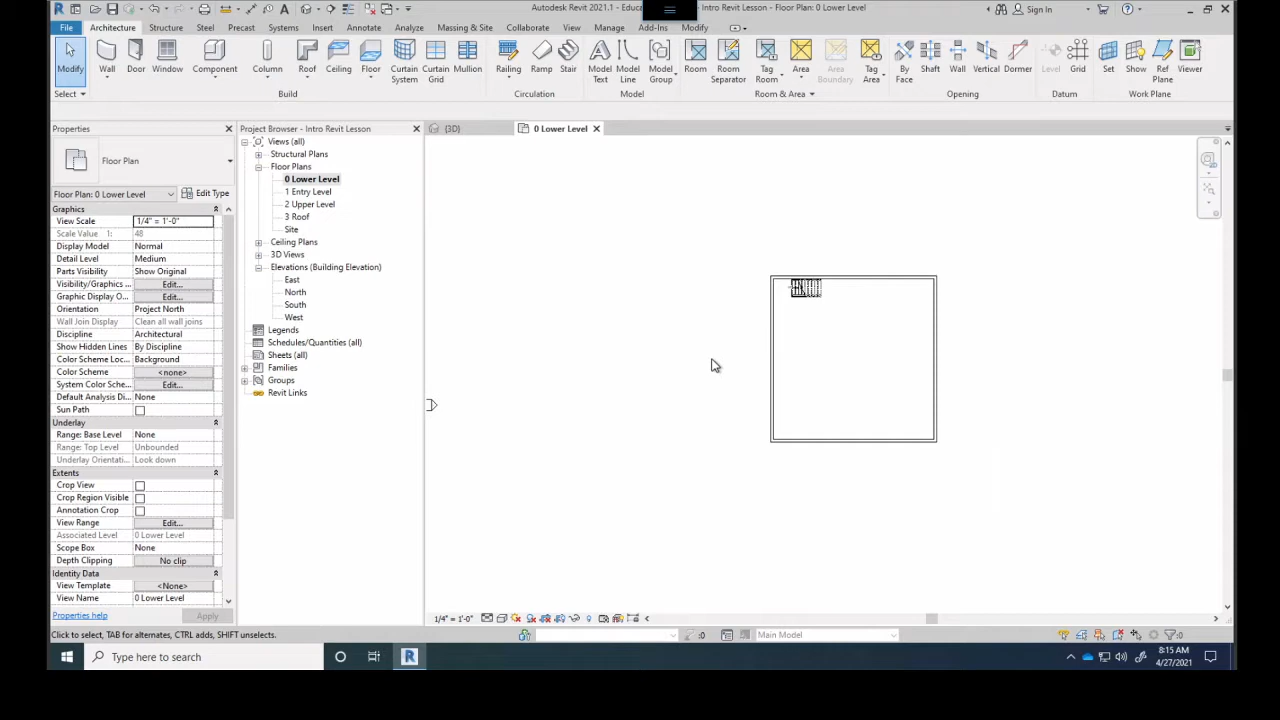 Autodesk Revit 2021.1 - Educa
Intro Revit Lesson - Floor Plan: 0 Lower Level
Sign In
File Architecture Structure Steel Precast Systems Insert Annotate Analyze Massing & Site Collaborate View Manage Add-Ins Modify
Modify Wall Door Window Component Column Roof Ceiling Floor Curtain System Curtain Grid Mullion Railing Ramp Stair Model Text Model Line Model Group Room Room Separator Tag Room Area Area Boundary Tag Area By Face Shaft Wall Vertical Dormer Level Grid Set Show Ref Plane Viewer
Select Build Circulation Model Room & Area Opening Datum Work Plane
Properties
Floor Plan
Floor Plan: 0 Lower Level Edit Type
Graphics
View Scale 1/4" = 1'-0"
Scale Value 1: 48
Display Model Normal
Detail Level Medium
Parts Visibility Show Original
Visibility/Graphics ... Edit...
Graphic Display O... Edit...
Orientation Project North
Wall Join Display Clean all wall joins
Discipline Architectural
Show Hidden Lines By Discipline
Color Scheme Loc... Background
Color Scheme <none>
System Color Sche... Edit...
Default Analysis Di... None
Sun Path
Underlay
Range: Base Level None
Range: Top Level Unbounded
Underlay Orientati... Look down
Extents
Crop View
Crop Region Visible
Annotation Crop
View Range Edit...
Associated Level 0 Lower Level
Scope Box None
Depth Clipping No clip
Identity Data
View Template <None>
View Name 0 Lower Level
Properties help Apply
Project Browser - Intro Revit Lesson
Views (all)
Structural Plans
Floor Plans
0 Lower Level
1 Entry Level
2 Upper Level
3 Roof
Site
Ceiling Plans
3D Views
Elevations (Building Elevation)
East
North
South
West
Legends
Schedules/Quantities (all)
Sheets (all)
Families
Groups
Revit Links
{3D} 0 Lower Level
1/4" = 1'-0"
Click to select, TAB for alternates, CTRL adds, SHIFT unselects.
:0 Main Model :0
Type here to search
8:15 AM
4/27/2021